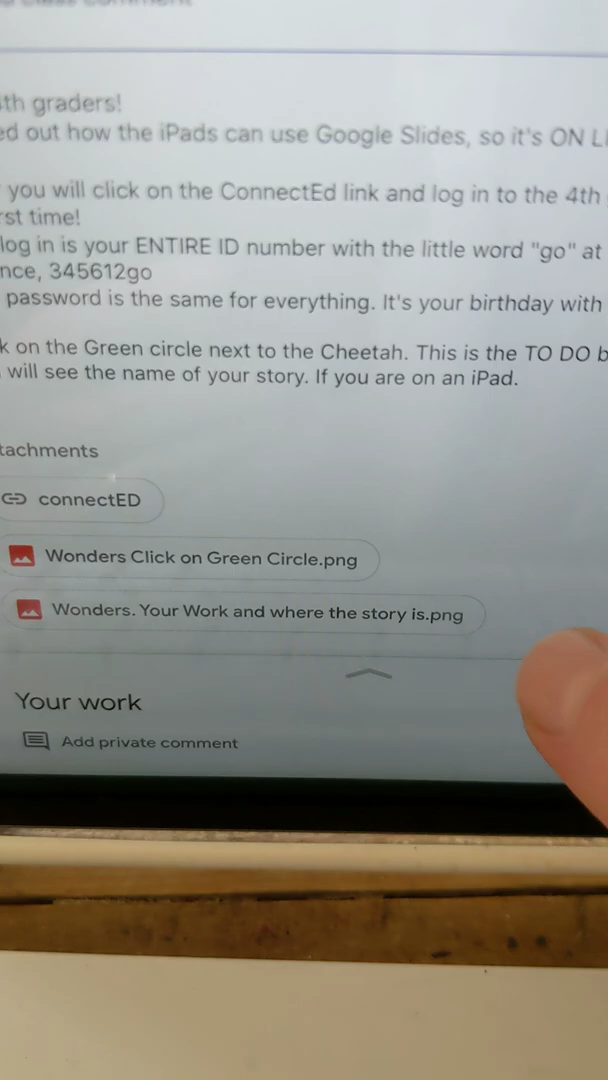 th graders!
ed out how the iPads can use Google Slides, so it's ON
you will click on the ConnectEd link and log in to the 4th
rst time!
log in is your ENTIRE ID number with the little word "go" at
nce, 345612go
password is the same for everything. It's your birthday with
k on the Green circle next to the Cheetah. This is the TO DO b
will see the name of your story. If you are on an iPad.
tachments
connectED
Wonders Click on Green Circle.png
Wonders. Your Work and where the story is.png
Your work
Add private comment